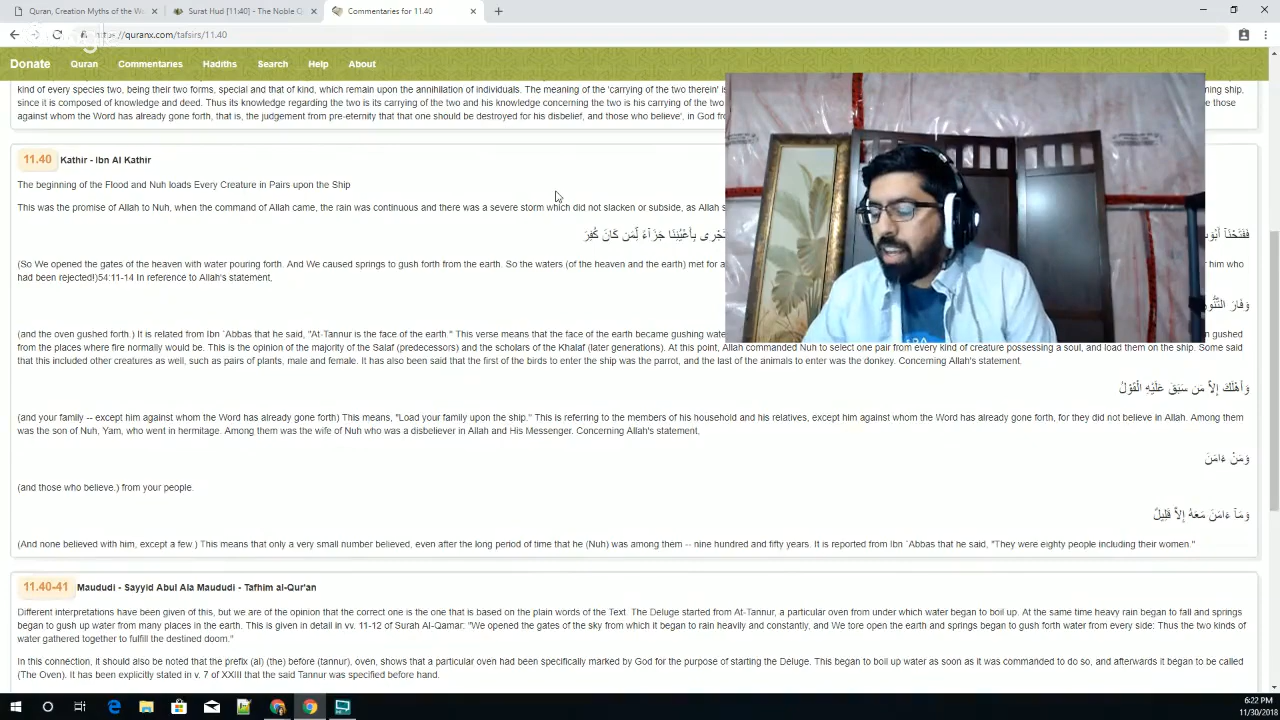 Quran, Creation Myths of the W
Surat Hud [11:40] - The Noble Q
Commentaries for 11.40
https://quranx.com/tafsirs/11.40
Donate
Quran
Commentaries
Hadiths
Search
Help
About
kind of every species two, being their two forms, special and that of kind, which remain upon the annihilation of individuals. The meaning of the 'carrying of the two therein' is
ming ship,
since it is composed of knowledge and deed. Thus its knowledge regarding the two is its carrying of the two and his knowledge concerning the two is his carrying of the two
those
against whom the Word has already gone forth, that is, the judgement from pre-eternity that that one should be destroyed for his disbelief, and those who believe'. in God fro
11.40 Kathir - Ibn Al Kathir
The beginning of the Flood and Nuh loads Every Creature in Pairs upon the Ship
This was the promise of Allah to Nuh, when the command of Allah came, the rain was continuous and there was a severe storm which did not slacken or subside, as Allah s
فَفَتَحْنَآ أَبْوَ
تَجْرِى بِأَعْيُنِنَا جَزَآءً لِّمَن كَانَ كُفِرَ
(So We opened the gates of the heaven with water pouring forth. And We caused springs to gush forth from the earth. So the waters (of the heaven and the earth) met for a
r him who
had been rejected!)54:11-14 In reference to Allah's statement,
وَفَارَ التَّنُّو
(and the oven gushed forth.) It is related from Ibn `Abbas that he said, "At-Tannur is the face of the earth." This verse means that the face of the earth became gushing wate
n gushed
from the places where fire normally would be. This is the opinion of the majority of the Salaf (predecessors) and the scholars of the Khalaf (later generations). At this point, Allah commanded Nuh to select one pair from every kind of creature possessing a soul, and load them on the ship. Some said
that this included other creatures as well, such as pairs of plants, male and female. It has also been said that the first of the birds to enter the ship was the parrot, and the last of the animals to enter was the donkey. Concerning Allah's statement.
وَأَهْلَكَ إِلاَّ مَن سَبَقَ عَلَيْهِ الْقَوْلُ
(and your family -- except him against whom the Word has already gone forth) This means, "Load your family upon the ship." This is referring to the members of his household and his relatives, except him against whom the Word has already gone forth, for they did not believe in Allah. Among them
was the son of Nuh, Yam, who went in hermitage. Among them was the wife of Nuh who was a disbeliever in Allah and His Messenger. Concerning Allah's statement,
وَمَنْ ءَامَنَ
(and those who believe.) from your people.
وَمَآ ءَامَنَ مَعَهُ إِلاَّ قَلِيلٌ
(And none believed with him, except a few.) This means that only a very small number believed, even after the long period of time that he (Nuh) was among them -- nine hundred and fifty years. It is reported from Ibn `Abbas that he said, "They were eighty people including their women."
11.40-41 Maududi - Sayyid Abul Ala Maududi - Tafhim al-Qur'an
Different interpretations have been given of this, but we are of the opinion that the correct one is the one that is based on the plain words of the Text. The Deluge started from At-Tannur, a particular oven from under which water began to boil up. At the same time heavy rain began to fall and springs
began to gush up water from many places in the earth. This is given in detail in vv. 11-12 of Surah Al-Qamar: "We opened the gates of the sky from which it began to rain heavily and constantly, and We tore open the earth and springs began to gush forth water from every side: Thus the two kinds of
water gathered together to fulfill the destined doom."
In this connection, it should also be noted that the prefix (al) (the) before (tannur), oven, shows that a particular oven had been specifically marked by God for the purpose of starting the Deluge. This began to boil up water as soon as it was commanded to do so, and afterwards it began to be called
(The Oven). It has been explicitly stated in v. 7 of XXIII that the said Tannur was specified before hand.
6:22 PM
11/30/2018